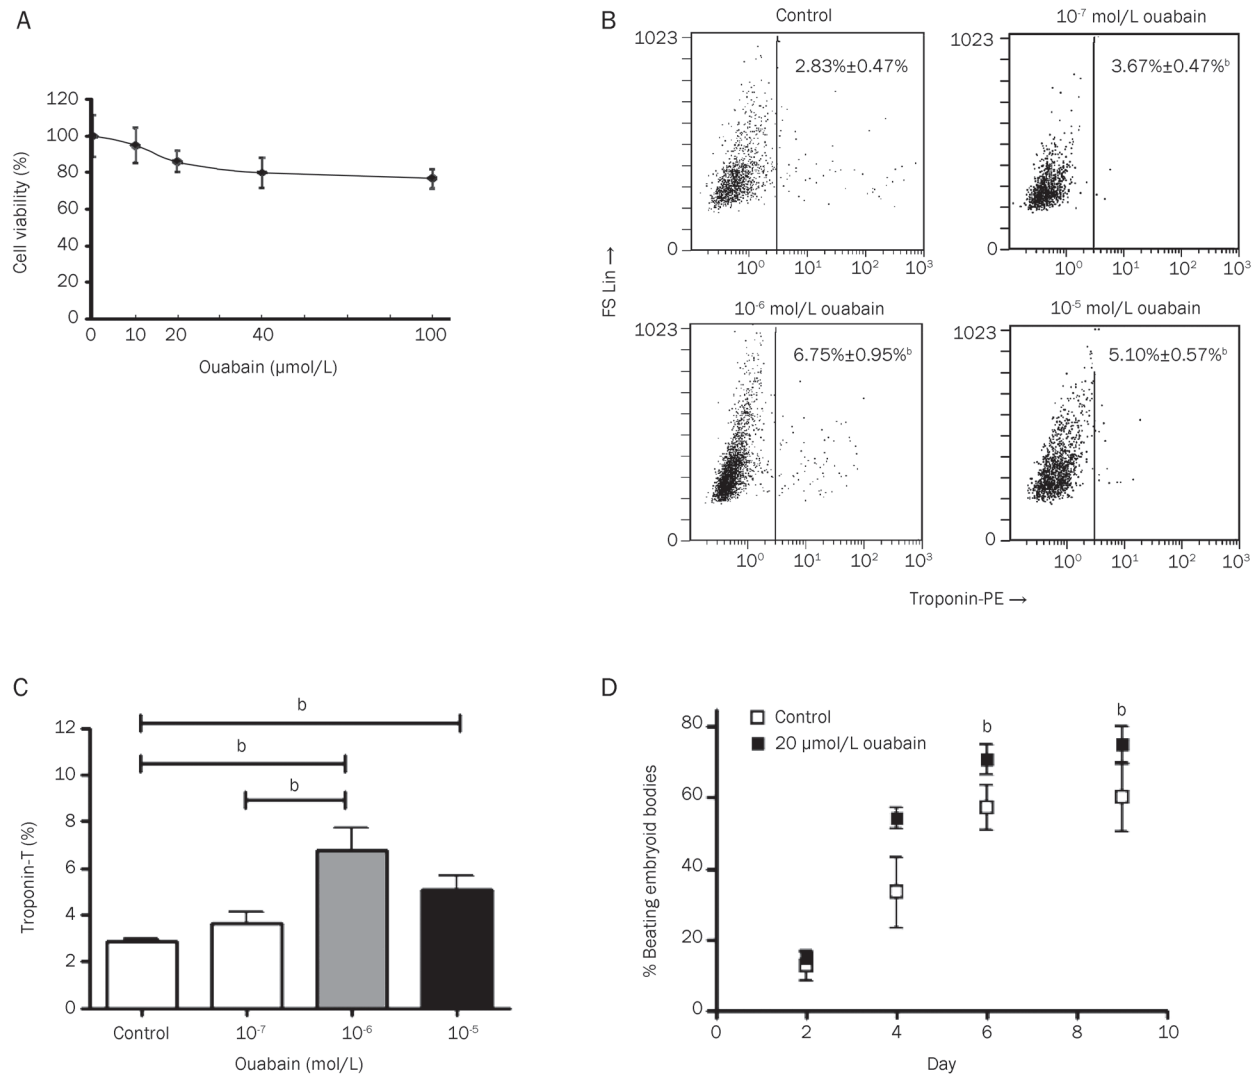 A
120
100
80
60
40
20
0
0 10 20 40 100
Cell viability (%)
Ouabain (µmol/L)
B
Control
1023
0
2.83%±0.47%
10⁰ 10¹ 10² 10³
10⁻⁷ mol/L ouabain
1023
0
3.67%±0.47%ᵇ
10⁰ 10¹ 10² 10³
10⁻⁶ mol/L ouabain
1023
0
6.75%±0.95%ᵇ
10⁰ 10¹ 10² 10³
10⁻⁵ mol/L ouabain
1023
0
5.10%±0.57%ᵇ
10⁰ 10¹ 10² 10³
FS Lin →
Troponin-PE →
C
b
b
b
12
10
8
6
4
2
0
Troponin-T (%)
Control 10⁻⁷ 10⁻⁶ 10⁻⁵
Ouabain (mol/L)
D
Control
20 µmol/L ouabain
b
b
80
60
40
20
0
% Beating embryoid bodies
0 2 4 6 8 10
Day